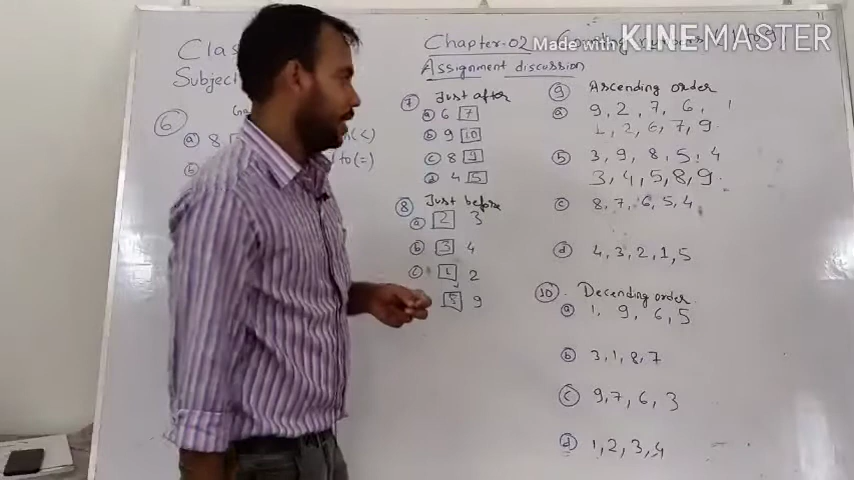 Made with KINEMASTER
Chapter-02
Assignment discussion
Clas
Subject
6
a 8
b
(<)
to (=)
7 Just after
a 6 7
b 9 10
c 8 9
d 4 5
8 Just before
a 2 3
b 3 4
c 1 2
8 9
9 Ascending order
a 9, 2, 7, 6, 1
1, 2, 6, 7, 9
b 3, 9, 8, 5, 4
3, 4, 5, 8, 9
c 8, 7, 6, 5, 4
d 4, 3, 2, 1, 5
10 Decending order
a 1, 9, 6, 5
b 3, 1, 8, 7
c 9, 7, 6, 3
d 1, 2, 3, 4